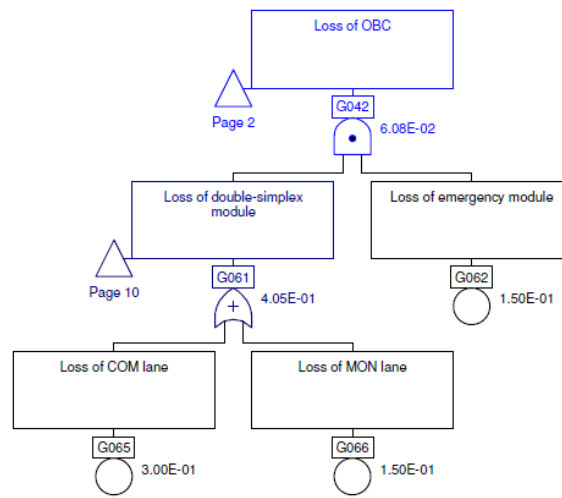 Loss of OBC
Page 2
G042
6.08E-02
Loss of double-simplex
module
Loss of emergency module
Page 10
G061
4.05E-01
G062
1.50E-01
Loss of COM lane
Loss of MON lane
G065
3.00E-01
G066
1.50E-01